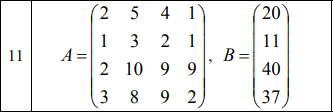 11 A = (2 5 4 1
1 3 2 1
2 10 9 9
3 8 9 2), B = (20
11
40
37)